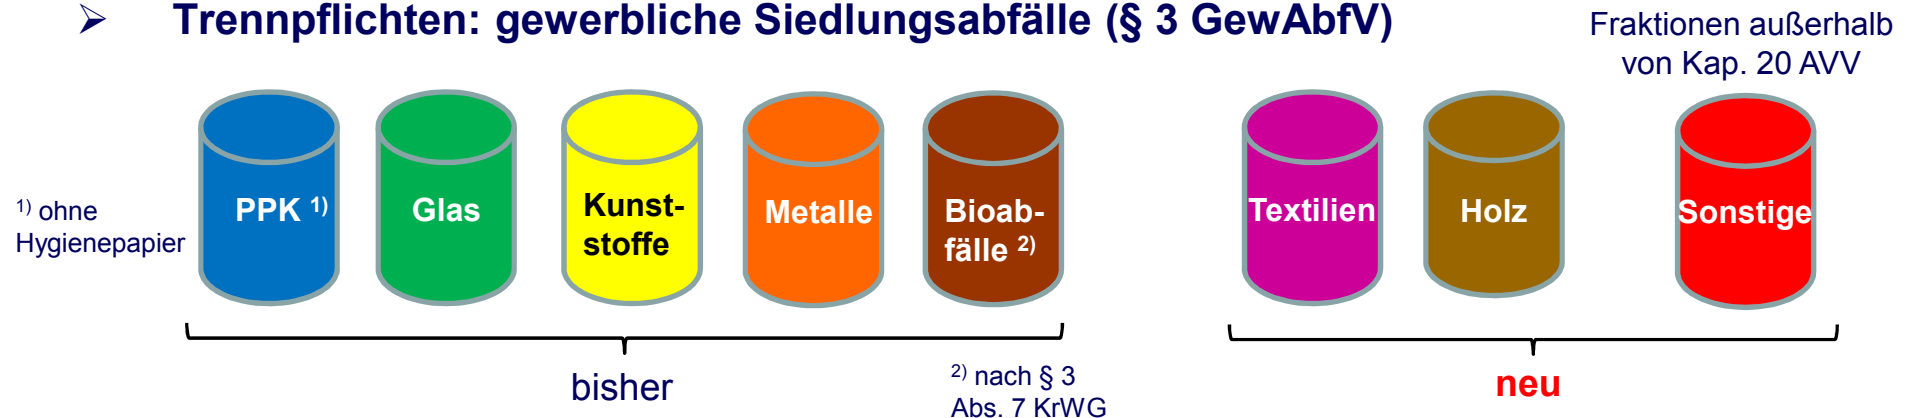 ➢ Trennpflichten: gewerbliche Siedlungsabfälle (§ 3 GewAbfV)
Fraktionen außerhalb
von Kap. 20 AVV
1) ohne
Hygienepapier
PPK 1)
Glas
Kunst-
stoffe
Metalle
Bioab-
fälle 2)
Textilien
Holz
Sonstige
bisher
2) nach § 3
Abs. 7 KrWG
neu